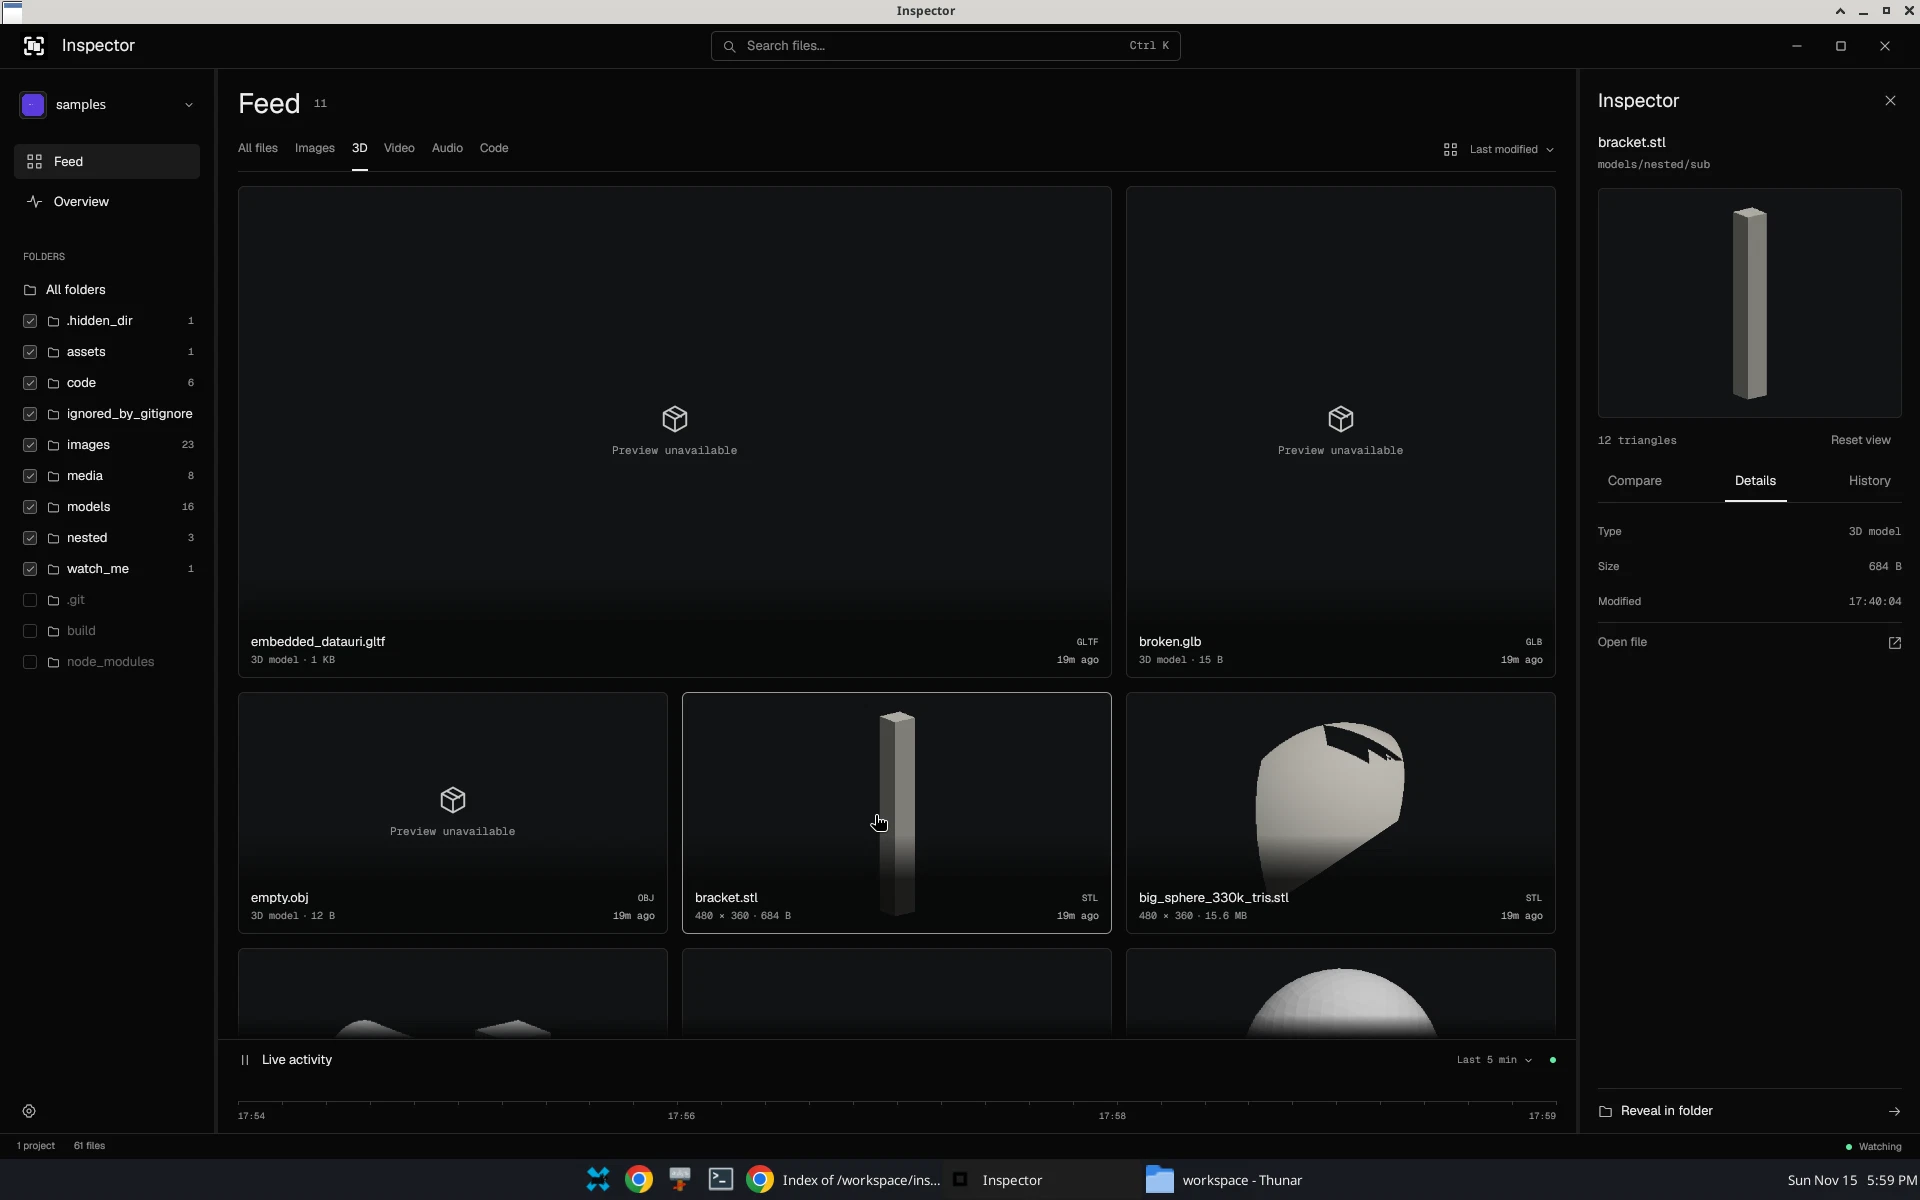 Inspector
Inspector
Search files...
Ctrl K
samples
Feed
Overview
FOLDERS
All folders
.hidden_dir 1
assets 1
code 6
ignored_by_gitignore
images 23
media 8
models 16
nested 3
watch_me 1
.git
build
node_modules
Feed 11
All files Images 3D Video Audio Code
Last modified
Preview unavailable
embedded_datauri.gltf GLTF
3D model · 1 KB 19m ago
Preview unavailable
broken.glb GLB
3D model · 15 B 19m ago
Preview unavailable
empty.obj OBJ
3D model · 12 B 19m ago
bracket.stl STL
480 × 360 · 684 B 19m ago
big_sphere_330k_tris.stl STL
480 × 360 · 15.6 MB 19m ago
Live activity
Last 5 min
17:54 17:56 17:58 17:59
Inspector
bracket.stl
models/nested/sub
12 triangles Reset view
Compare Details History
Type 3D model
Size 684 B
Modified 17:40:04
Open file
Reveal in folder
1 project 61 files
Watching
Index of /workspace/ins...
Inspector
workspace - Thunar
Sun Nov 15 5:59 PM